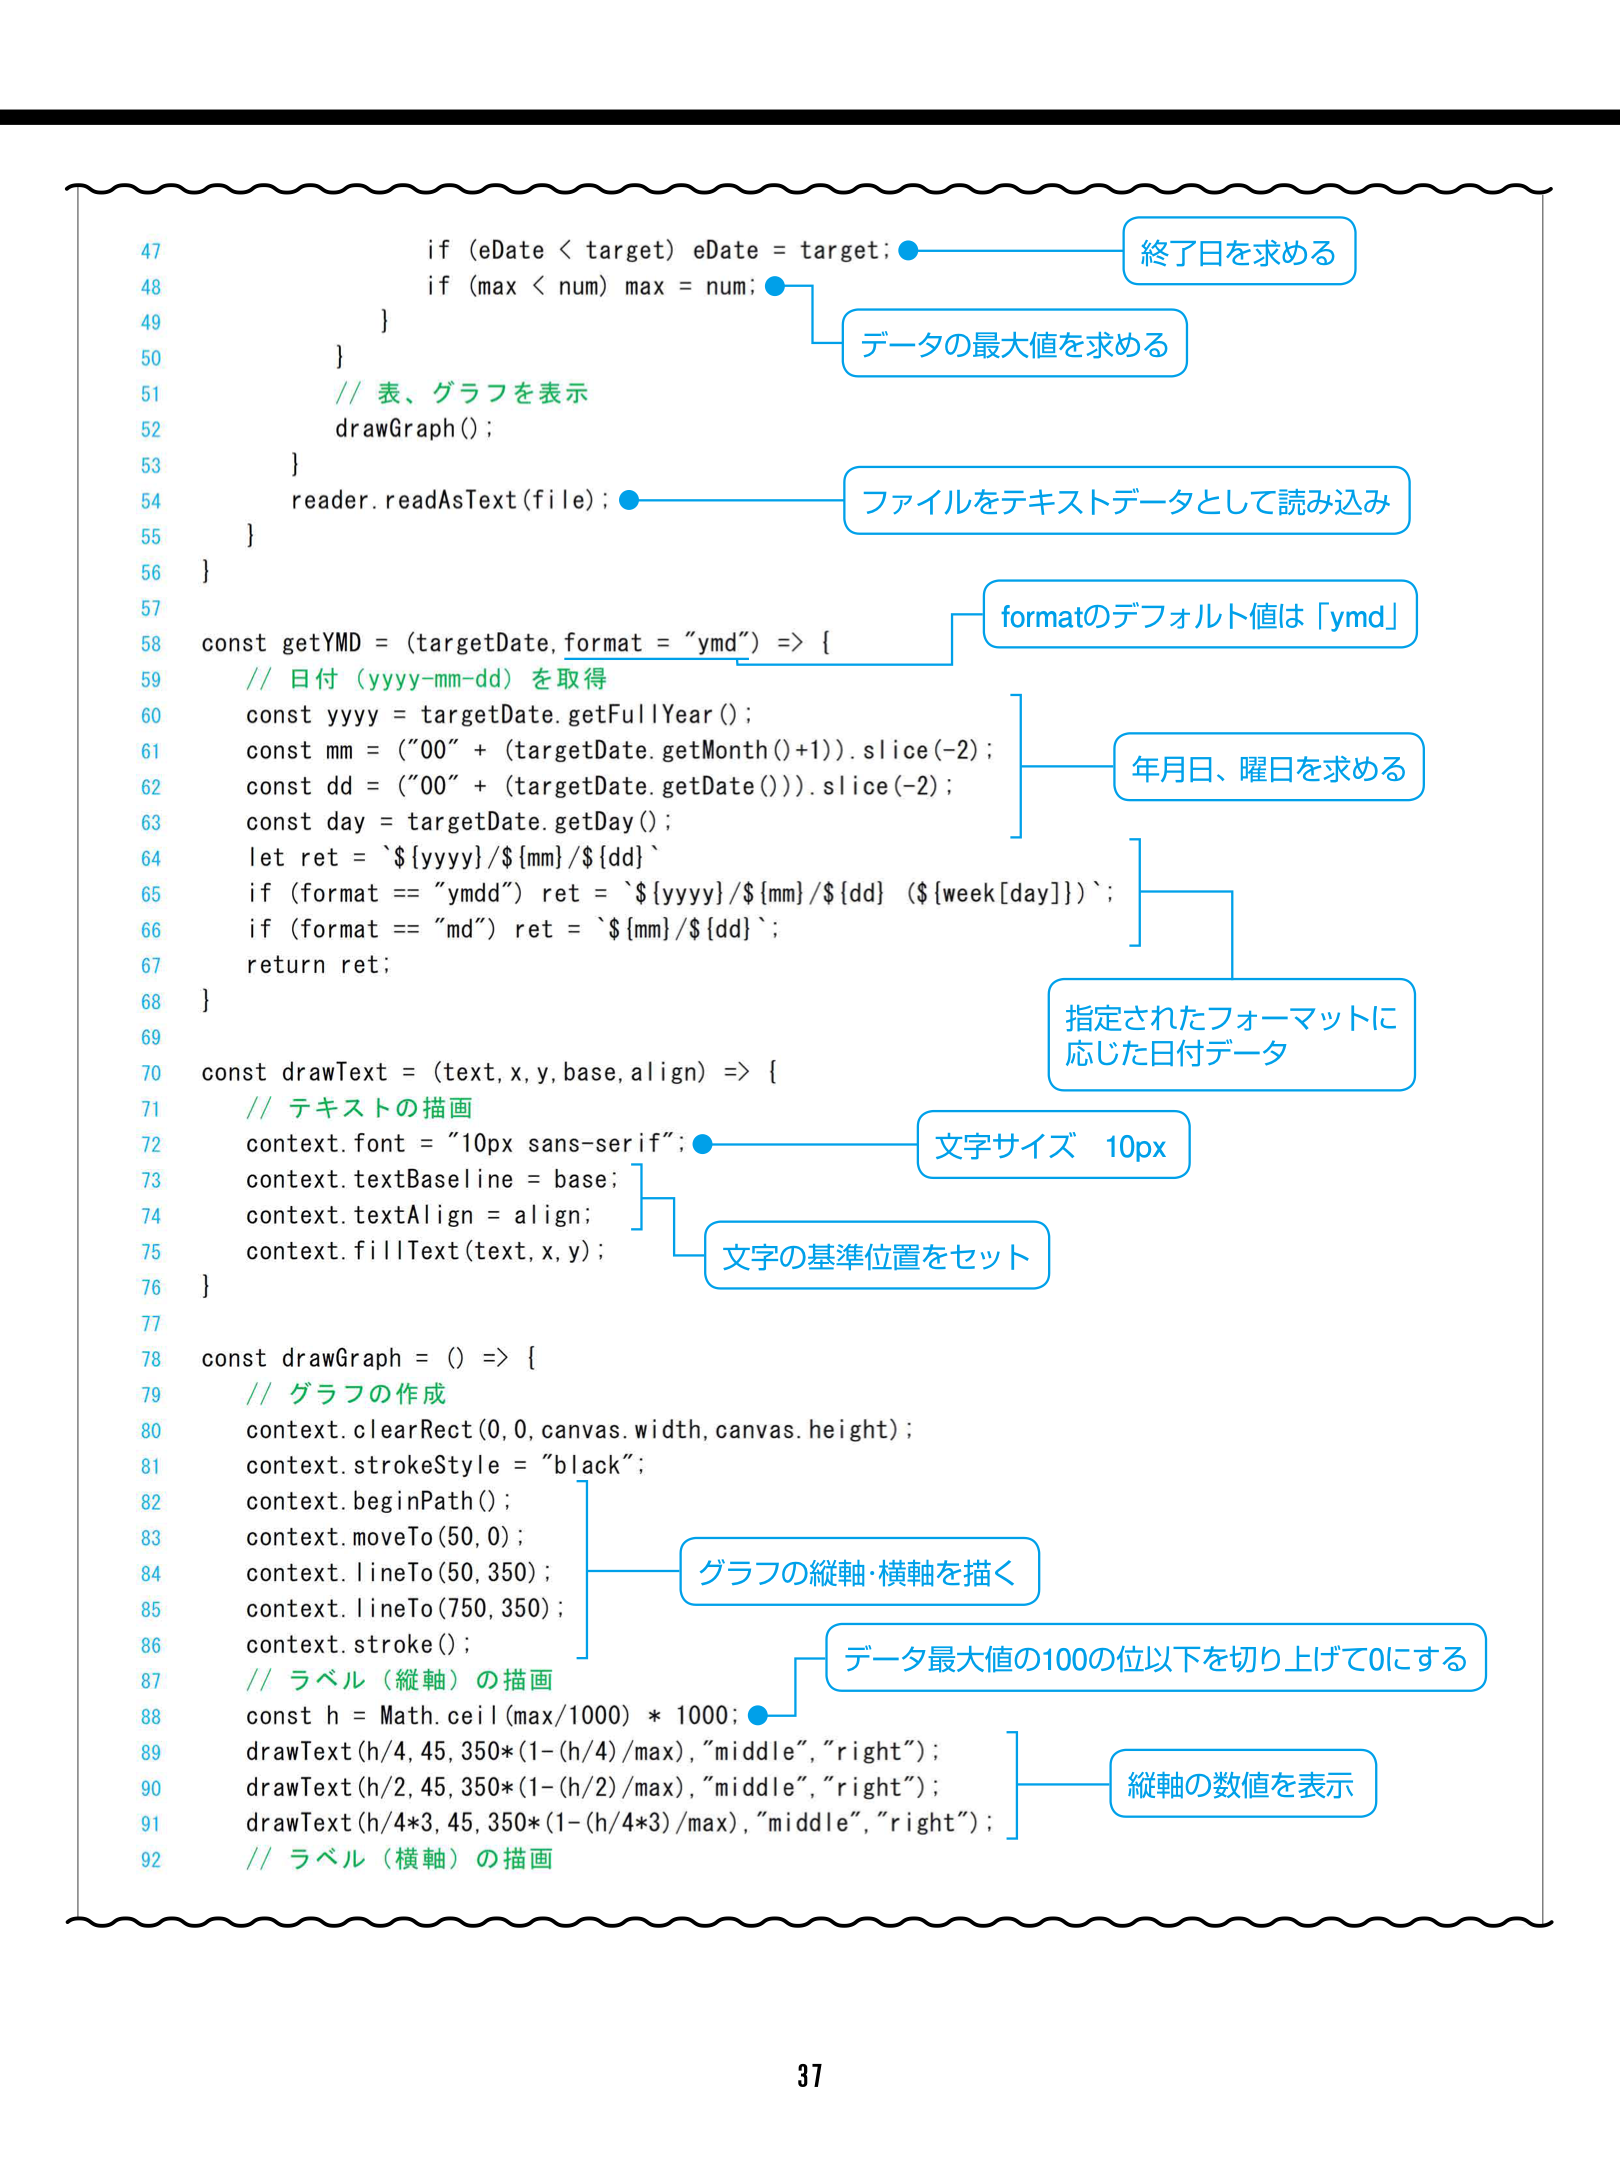 47 if (eDate < target) eDate = target; 終了日を求める
48 if (max < num) max = num;
49 }
データの最大値を求める
50 }
51 // 表、グラフを表示
52 drawGraph();
53 }
54 reader.readAsText(file); ファイルをテキストデータとして読み込み
55 }
56 }
57
formatのデフォルト値は「ymd」
58 const getYMD = (targetDate,format = "ymd") => {
59 // 日付（yyyy-mm-dd）を取得
60 const yyyy = targetDate.getFullYear();
61 const mm = ("00" + (targetDate.getMonth()+1)).slice(-2);
62 const dd = ("00" + (targetDate.getDate())).slice(-2);
年月日、曜日を求める
63 const day = targetDate.getDay();
64 let ret = `${yyyy}/${mm}/${dd}`
65 if (format == "ymdd") ret = `${yyyy}/${mm}/${dd} (${week[day]})`;
66 if (format == "md") ret = `${mm}/${dd}`;
67 return ret;
68 }
指定されたフォーマットに
応じた日付データ
69
70 const drawText = (text,x,y,base,align) => {
71 // テキストの描画
72 context.font = "10px sans-serif"; 文字サイズ　10px
73 context.textBaseline = base;
74 context.textAlign = align;
75 context.fillText(text,x,y);
文字の基準位置をセット
76 }
77
78 const drawGraph = () => {
79 // グラフの作成
80 context.clearRect(0,0,canvas.width,canvas.height);
81 context.strokeStyle = "black";
82 context.beginPath();
83 context.moveTo(50,0);
84 context.lineTo(50,350); グラフの縦軸・横軸を描く
85 context.lineTo(750,350);
86 context.stroke();
データ最大値の100の位以下を切り上げて0にする
87 // ラベル（縦軸）の描画
88 const h = Math.ceil(max/1000) * 1000;
89 drawText(h/4,45,350*(1-(h/4)/max),"middle","right");
90 drawText(h/2,45,350*(1-(h/2)/max),"middle","right"); 縦軸の数値を表示
91 drawText(h/4*3,45,350*(1-(h/4*3)/max),"middle","right");
92 // ラベル（横軸）の描画
37